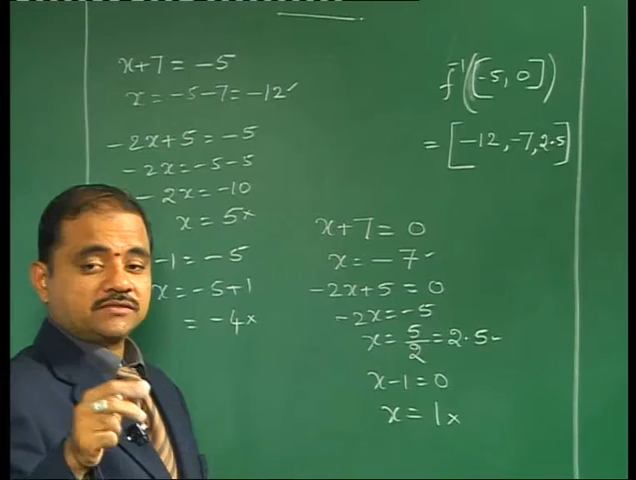 x+7 = -5
x = -5-7 = -12 ✓
-2x+5 = -5
-2x = -5-5
-2x = -10
x = 5 ×
-1 = -5
x = -5+1
= -4 ×
f⁻¹([-5, 0])
= [-12, -7, 2.5]
x+7 = 0
x = -7 ✓
-2x+5 = 0
-2x = -5
x = 5/2 = 2.5 -
x-1 = 0
x = 1 ×